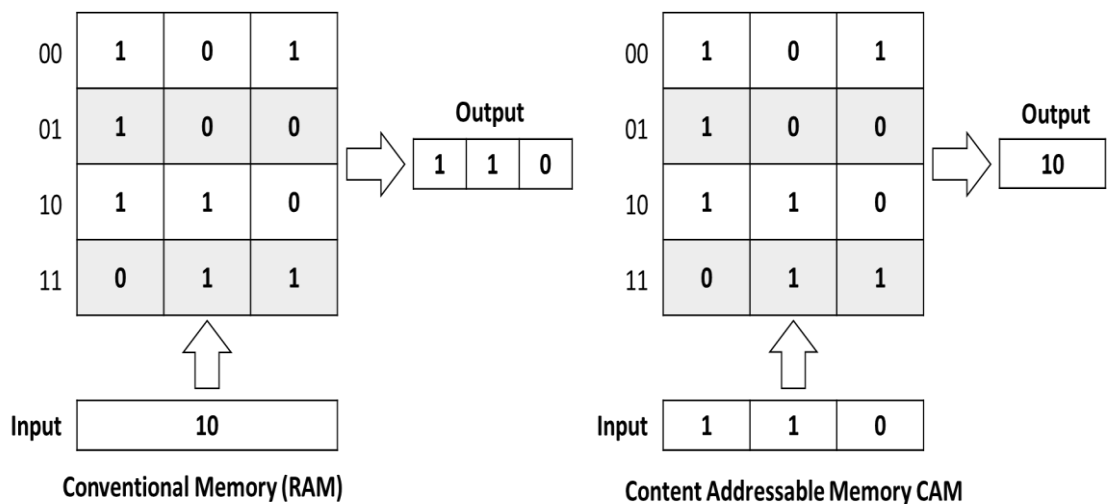 00 1 0 1
01 1 0 0
10 1 1 0
11 0 1 1
Output
1 1 0
Input 10
Conventional Memory (RAM)
00 1 0 1
01 1 0 0
10 1 1 0
11 0 1 1
Output
10
Input 1 1 0
Content Addressable Memory CAM